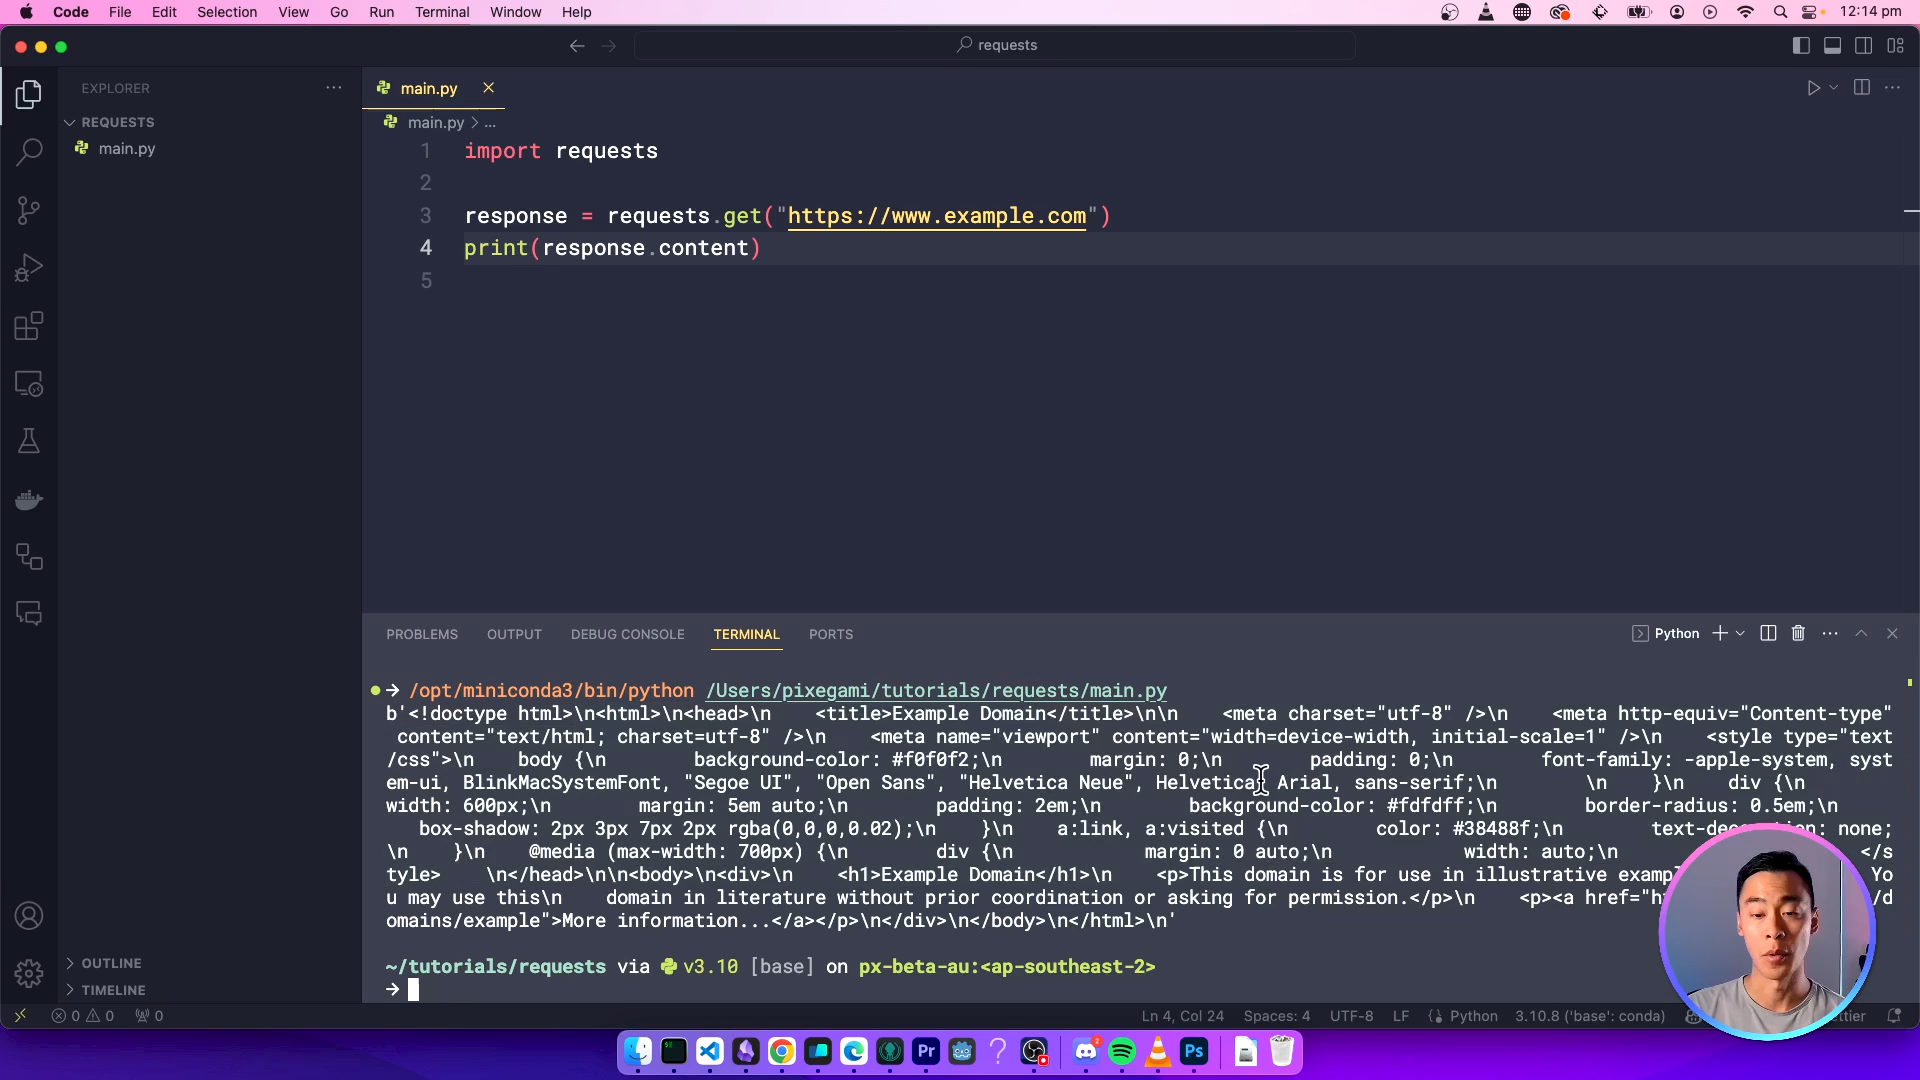 Code File Edit Selection View Go Run Terminal Window Help
12:14 pm
requests
EXPLORER
REQUESTS
main.py
OUTLINE
TIMELINE
main.py
main.py > ...
1 import requests
2
3 response = requests.get("https://www.example.com")
4 print(response.content)
5
PROBLEMS OUTPUT DEBUG CONSOLE TERMINAL PORTS
Python
→ /opt/miniconda3/bin/python /Users/pixegami/tutorials/requests/main.py
b'<!doctype html>\n<html>\n<head>\n    <title>Example Domain</title>\n\n    <meta charset="utf-8" />\n    <meta http-equiv="Content-type"
content="text/html; charset=utf-8" />\n    <meta name="viewport" content="width=device-width, initial-scale=1" />\n    <style type="text
/css">\n    body {\n        background-color: #f0f0f2;\n        margin: 0;\n        padding: 0;\n        font-family: -apple-system, syst
em-ui, BlinkMacSystemFont, "Segoe UI", "Open Sans", "Helvetica Neue", Helvetica, Arial, sans-serif;\n        \n    }\n    div {\n
width: 600px;\n        margin: 5em auto;\n        padding: 2em;\n        background-color: #fdfdff;\n        border-radius: 0.5em;\n
box-shadow: 2px 3px 7px 2px rgba(0,0,0,0.02);\n    }\n    a:link, a:visited {\n        color: #38488f;\n        text-decoration: none;
\n    }\n    @media (max-width: 700px) {\n        div {\n            margin: 0 auto;\n            width: auto;\n </s
tyle>    \n</head>\n\n<body>\n<div>\n    <h1>Example Domain</h1>\n    <p>This domain is for use in illustrative examp Yo
u may use this\n    domain in literature without prior coordination or asking for permission.</p>\n    <p><a href="h /d
omains/example">More information...</a></p>\n</div>\n</body>\n</html>\n'
~/tutorials/requests via v3.10 [base] on px-beta-au:<ap-southeast-2>
→
0 0 0
Ln 4, Col 24 Spaces: 4 UTF-8 LF Python 3.10.8 ('base': conda) ettier
2
Pr
Ps